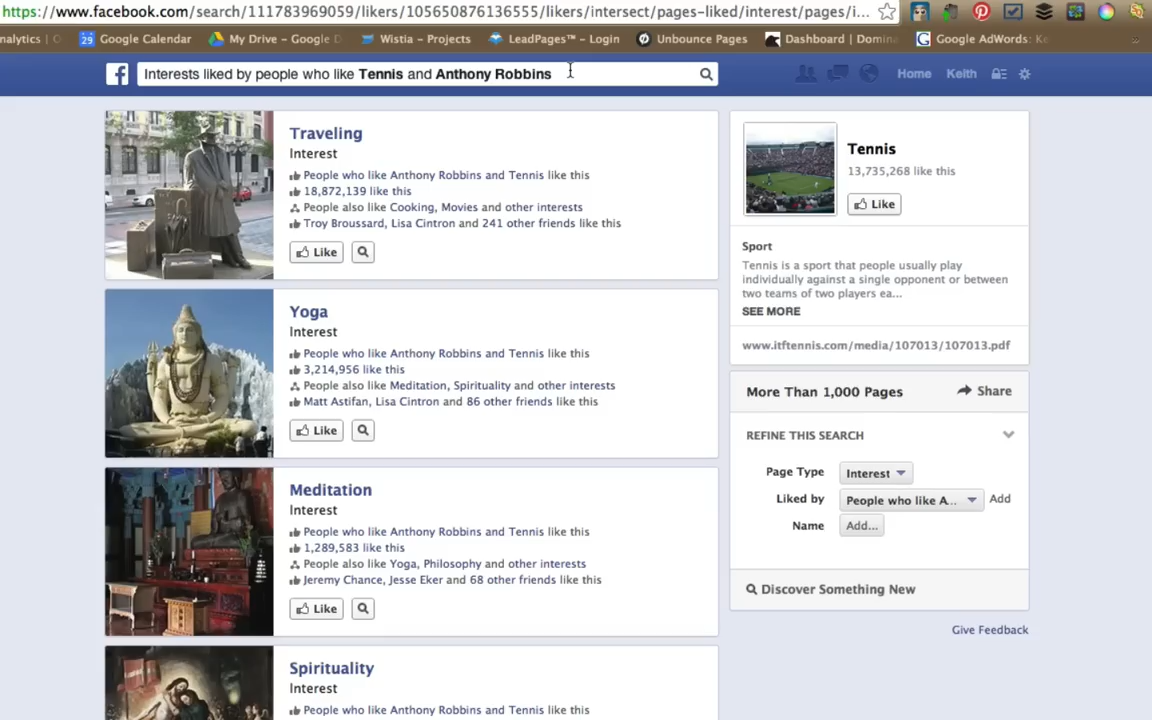 https://www.facebook.com/search/111783969059/likers/105650876136555/likers/intersect/pages-liked/interest/pages/i...
nalytics | G
29 Google Calendar
My Drive – Google D
Wistia – Projects
LeadPages™ – Login
Unbounce Pages
Dashboard | Domina
Google AdWords: Ke
f Interests liked by people who like Tennis and Anthony Robbins
Home Keith
Traveling
Interest
People who like Anthony Robbins and Tennis like this
18,872,139 like this
People also like Cooking, Movies and other interests
Troy Broussard, Lisa Cintron and 241 other friends like this
Like
Yoga
Interest
People who like Anthony Robbins and Tennis like this
3,214,956 like this
People also like Meditation, Spirituality and other interests
Matt Astifan, Lisa Cintron and 86 other friends like this
Like
Meditation
Interest
People who like Anthony Robbins and Tennis like this
1,289,583 like this
People also like Yoga, Philosophy and other interests
Jeremy Chance, Jesse Eker and 68 other friends like this
Like
Spirituality
Interest
People who like Anthony Robbins and Tennis like this
Tennis
13,735,268 like this
Like
Sport
Tennis is a sport that people usually play
individually against a single opponent or between
two teams of two players ea...
SEE MORE
www.itftennis.com/media/107013/107013.pdf
More Than 1,000 Pages Share
REFINE THIS SEARCH
Page Type Interest
Liked by People who like A... Add
Name Add...
Discover Something New
Give Feedback